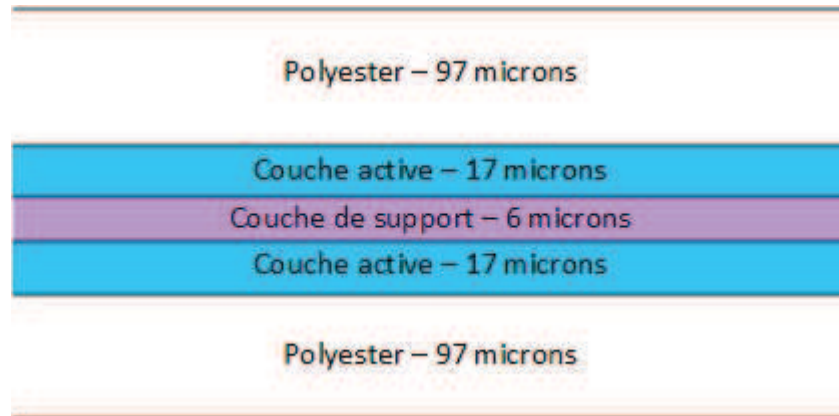 Polyester – 97 microns
Couche active – 17 microns
Couche de support – 6 microns
Couche active – 17 microns
Polyester – 97 microns